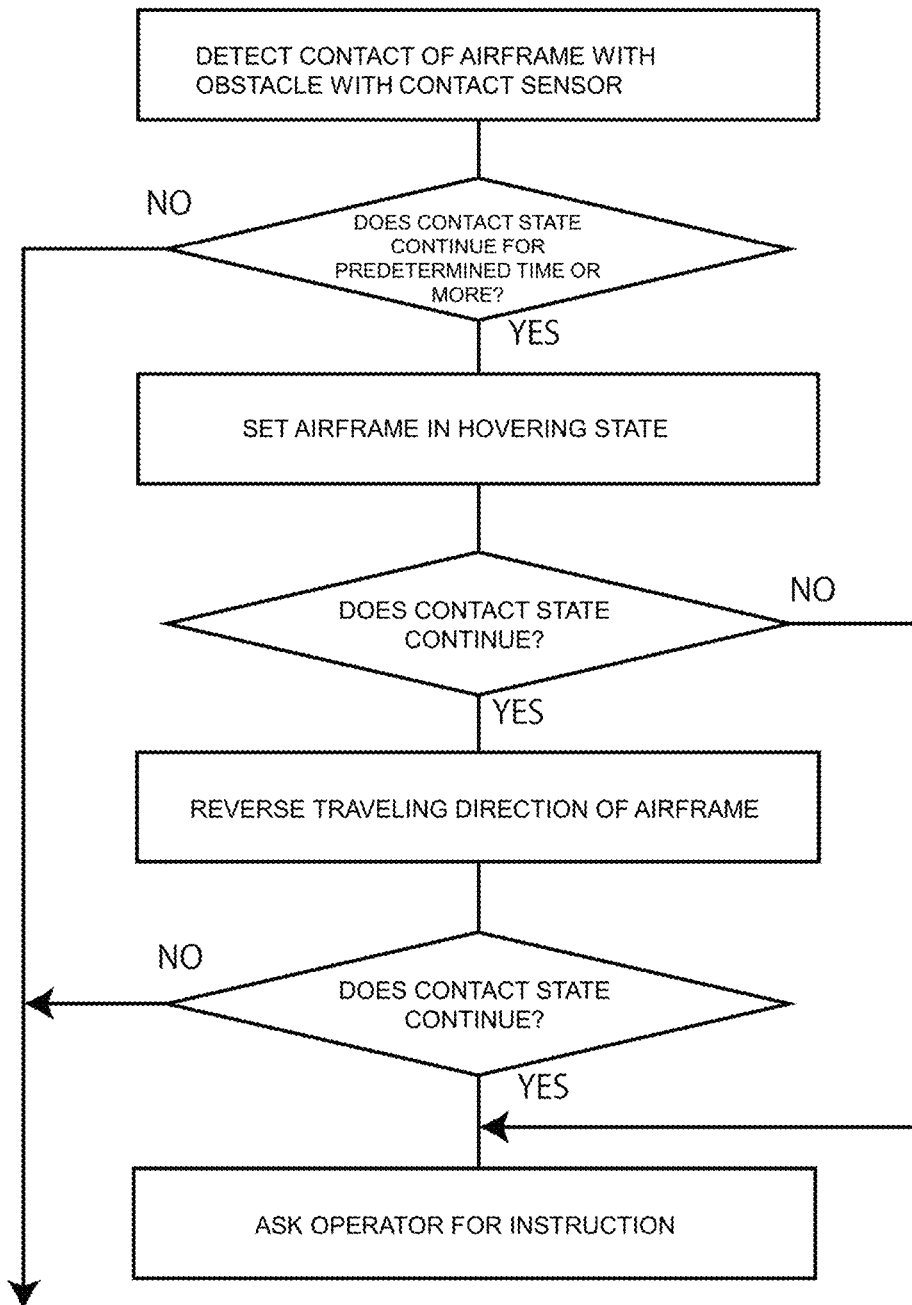 DETECT CONTACT OF AIRFRAME WITH
OBSTACLE WITH CONTACT SENSOR
NO
DOES CONTACT STATE
CONTINUE FOR
PREDETERMINED TIME OR
MORE?
YES
SET AIRFRAME IN HOVERING STATE
NO
DOES CONTACT STATE
CONTINUE?
YES
REVERSE TRAVELING DIRECTION OF AIRFRAME
NO
DOES CONTACT STATE
CONTINUE?
YES
ASK OPERATOR FOR INSTRUCTION